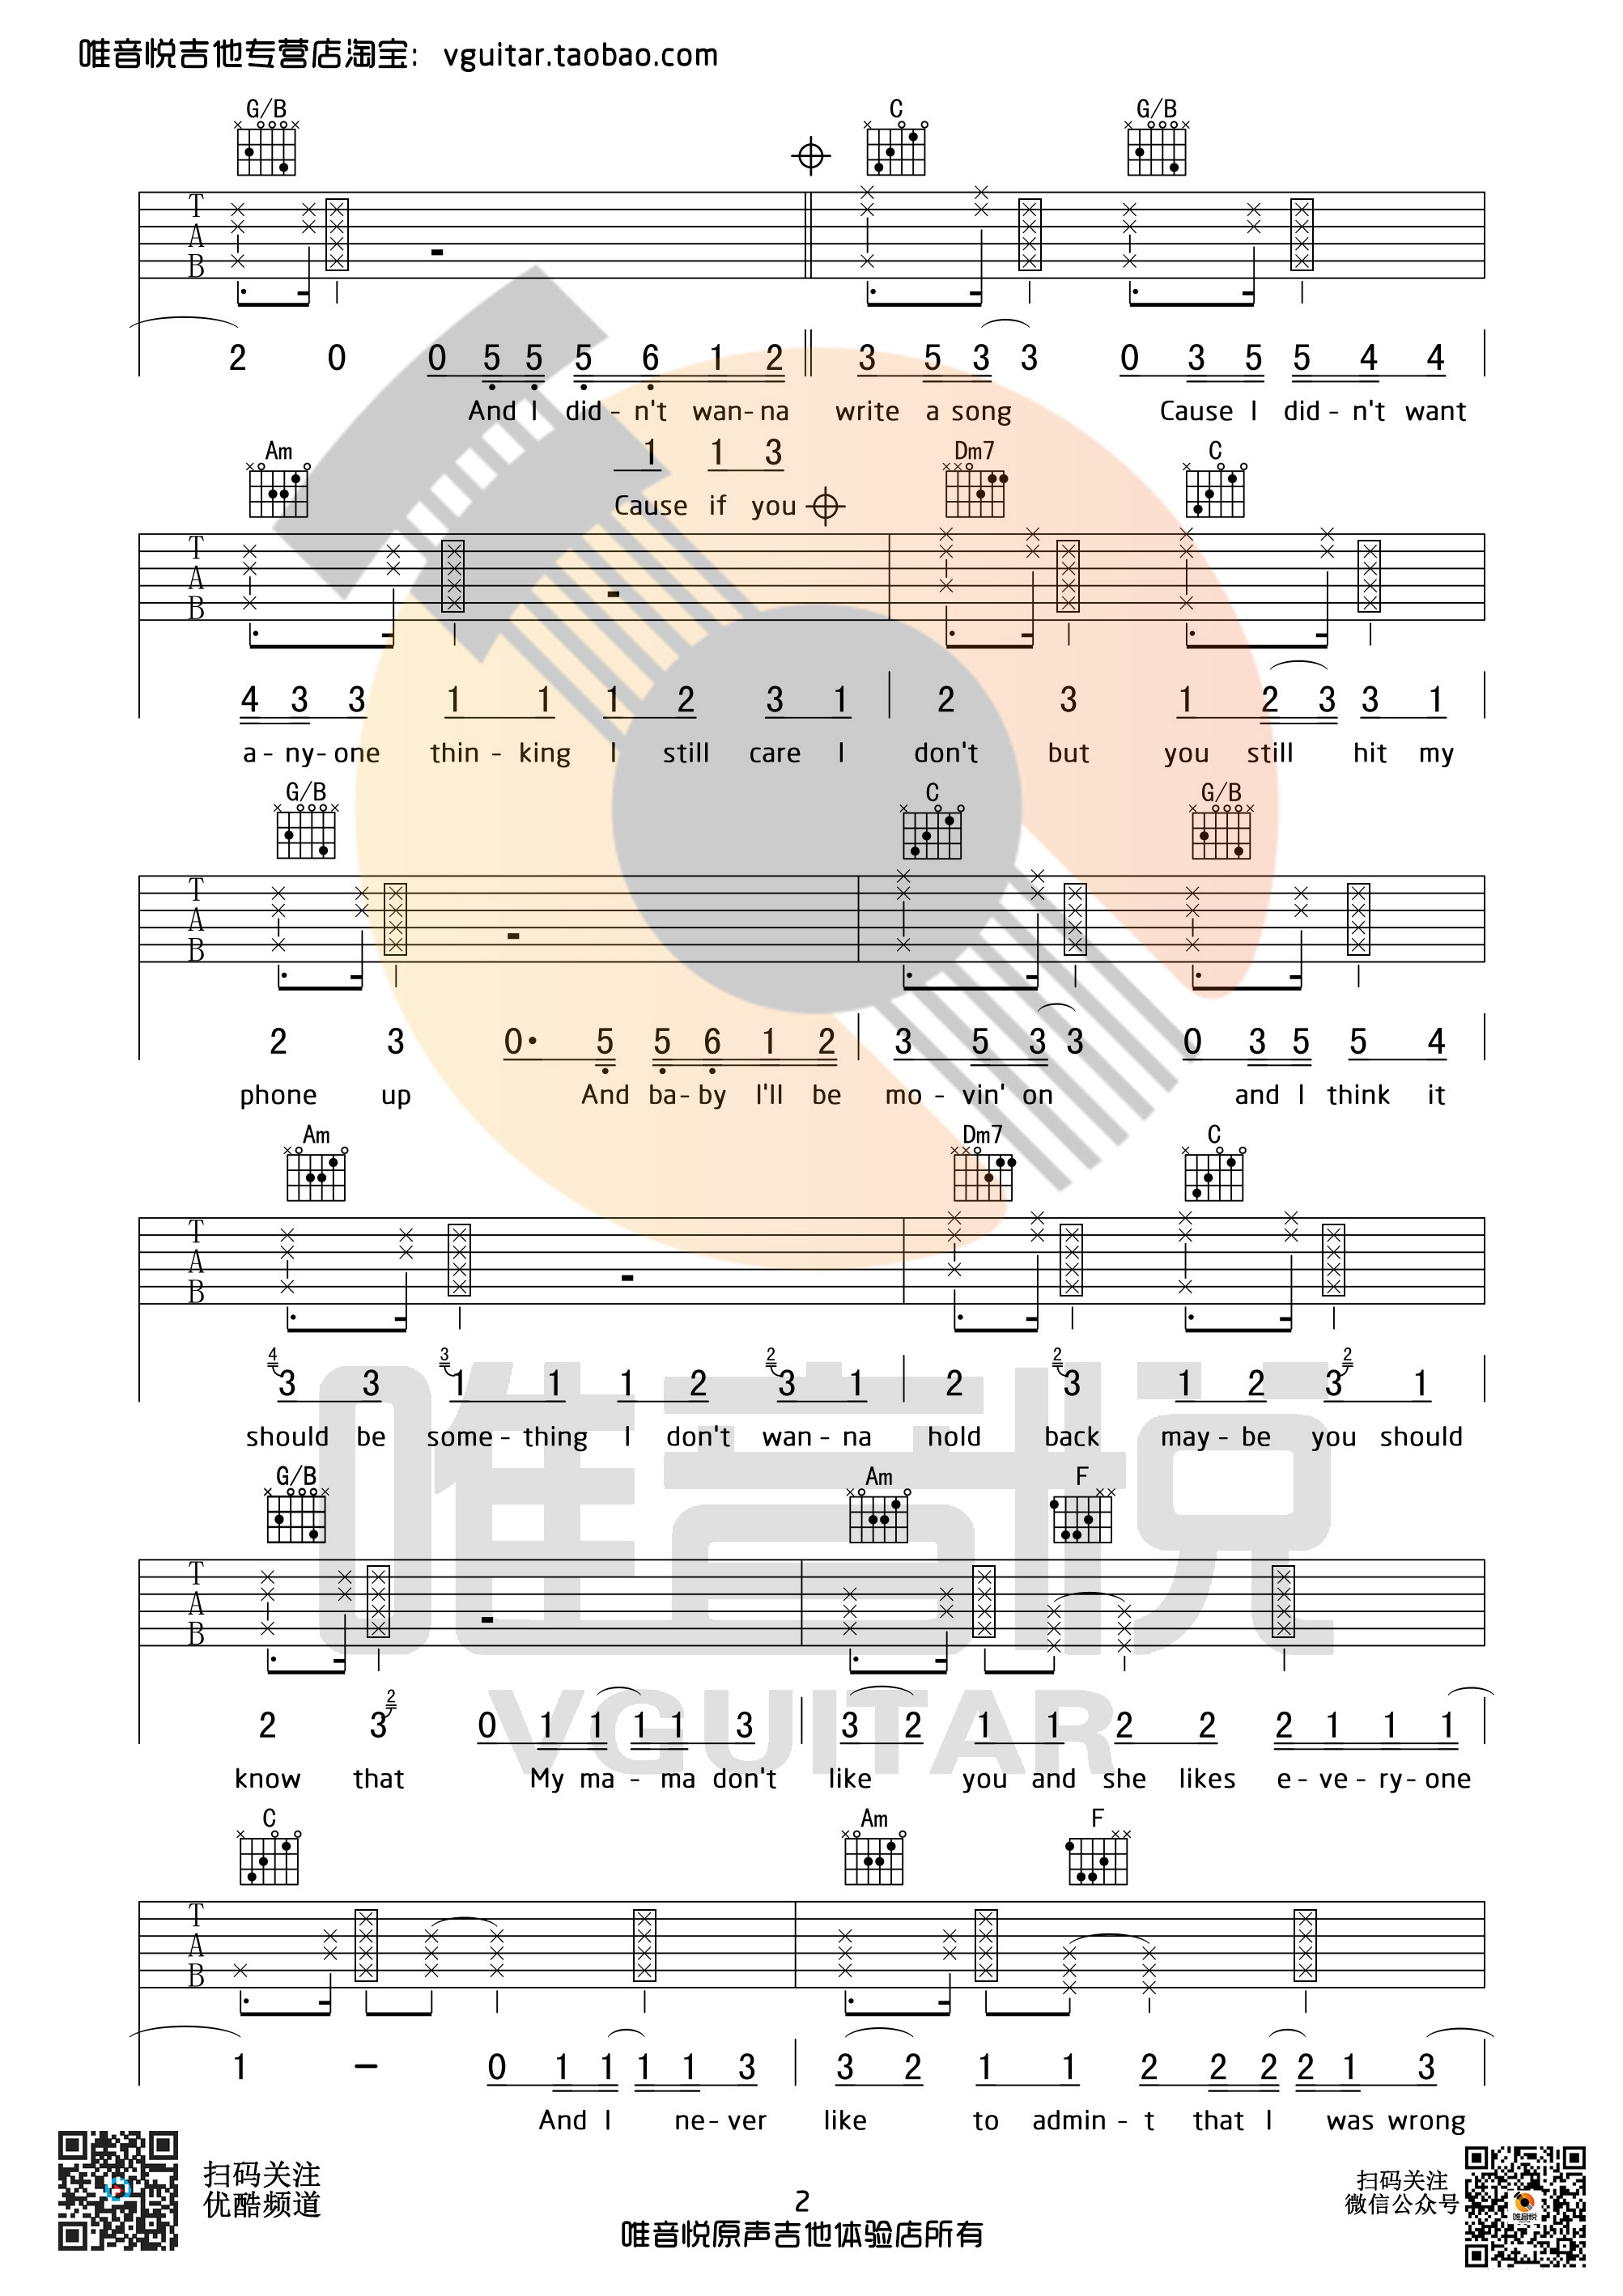 唯音悦吉他专营店淘宝: vguitar.taobao.com
G/B C G/B
T
A
B
2 0 0 5 5 5 6 1 2 3 5 3 3 0 3 5 5 4 4
And I did-n't wan-na write a song Cause I did-n't want
1 1 3
Cause if you
Am Dm7 C
T
A
B
4 3 3 1 1 1 2 3 1 2 3 1 2 3 3 1
a-ny-one thin-king I still care I don't but you still hit my
G/B C G/B
T
A
B
2 3 0· 5 5 6 1 2 3 5 3 3 0 3 5 5 4
phone up And ba-by I'll be mo-vin' on and I think it
Am Dm7 C
T
A
B
4 3 3 3 1 1 1 2 2 3 1 2 2 3 1 2 3 2 1
should be some-thing I don't wan-na hold back may-be you should
G/B Am F
T
A
B
2 3 2 0 1 1 1 1 3 3 2 1 1 2 2 2 1 1 1
know that My ma-ma don't like you and she likes e-ve-ry-one
C Am F
T
A
B
1 – 0 1 1 1 1 3 3 2 1 1 2 2 2 2 1 3
And I ne-ver like to admin-t that I was wrong
唯音悦
VGUITAR
扫码关注
优酷频道
2
唯音悦原声吉他体验店所有
扫码关注
微信公众号
唯音悦